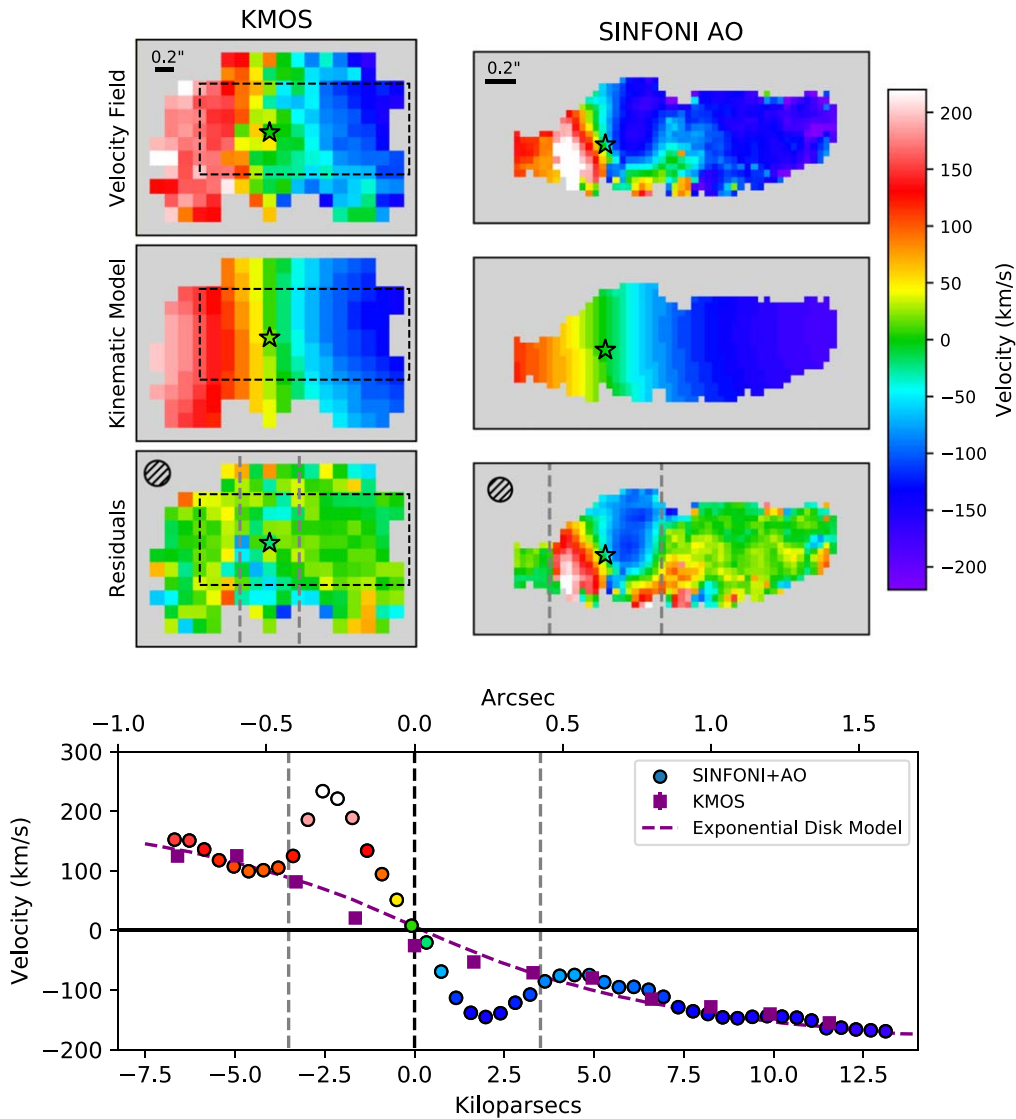 KMOS
SINFONI AO
Velocity Field
0.2"
0.2"
Kinematic Model
Residuals
200
150
100
50
0
−50
−100
−150
−200
Velocity (km/s)
Arcsec
−1.0 −0.5 0.0 0.5 1.0 1.5
300
200
100
0
−100
−200
Velocity (km/s)
SINFONI+AO
KMOS
Exponential Disk Model
−7.5 −5.0 −2.5 0.0 2.5 5.0 7.5 10.0 12.5
Kiloparsecs